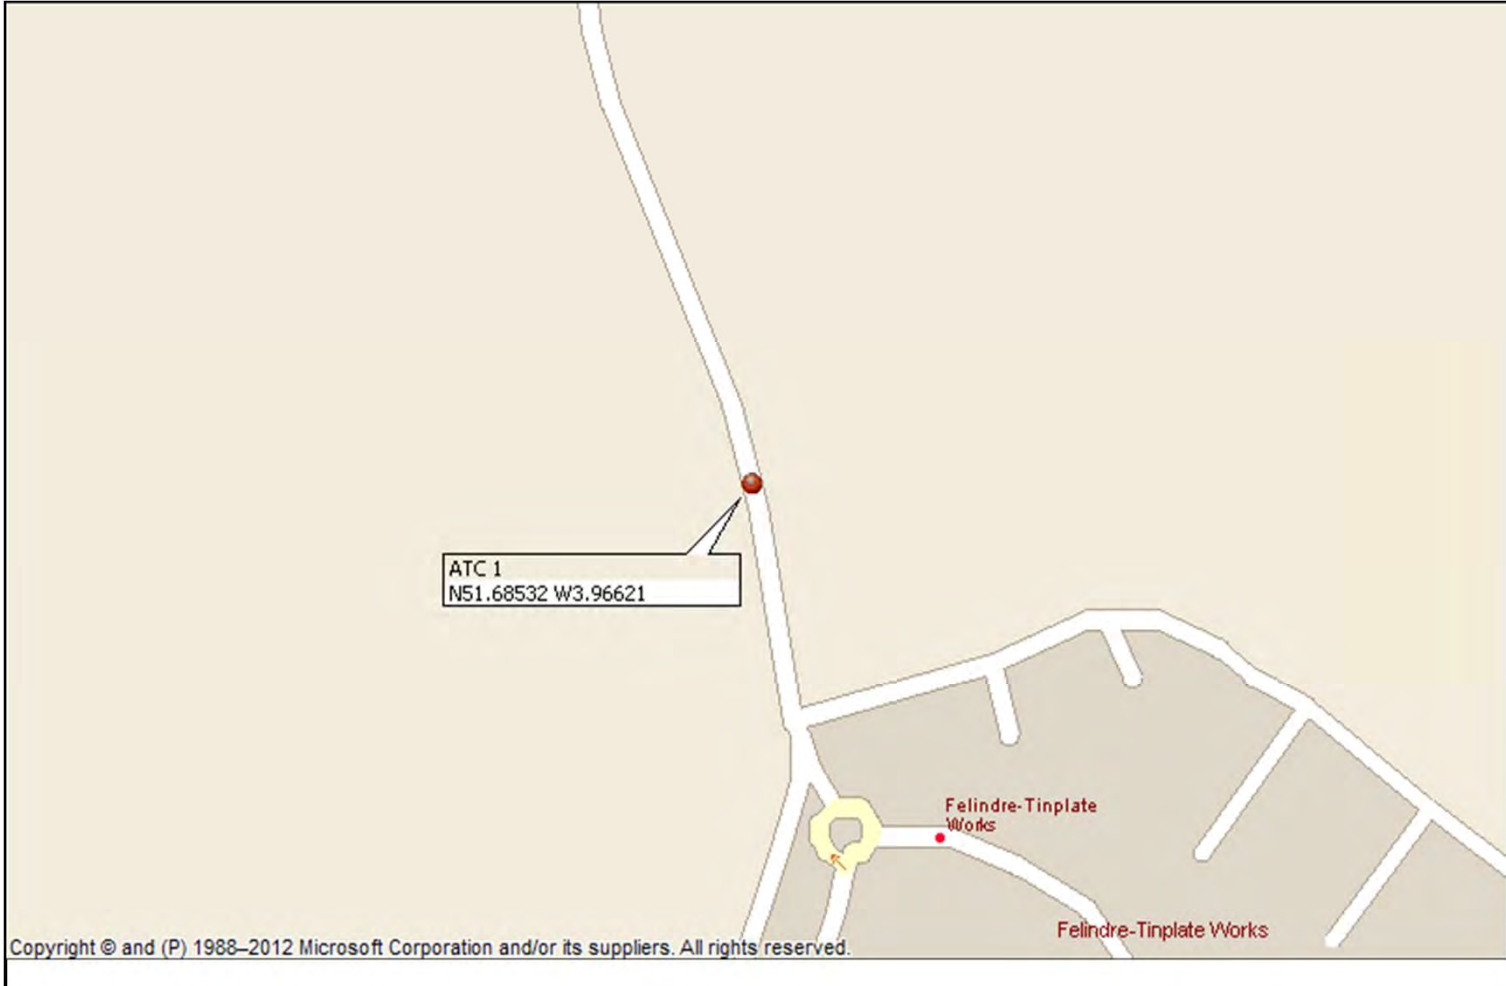 ATC 1
N51.68532 W3.96621
Felindre-Tinplate
Works
Felindre-Tinplate Works
Copyright © and (P) 1988–2012 Microsoft Corporation and/or its suppliers. All rights reserved.